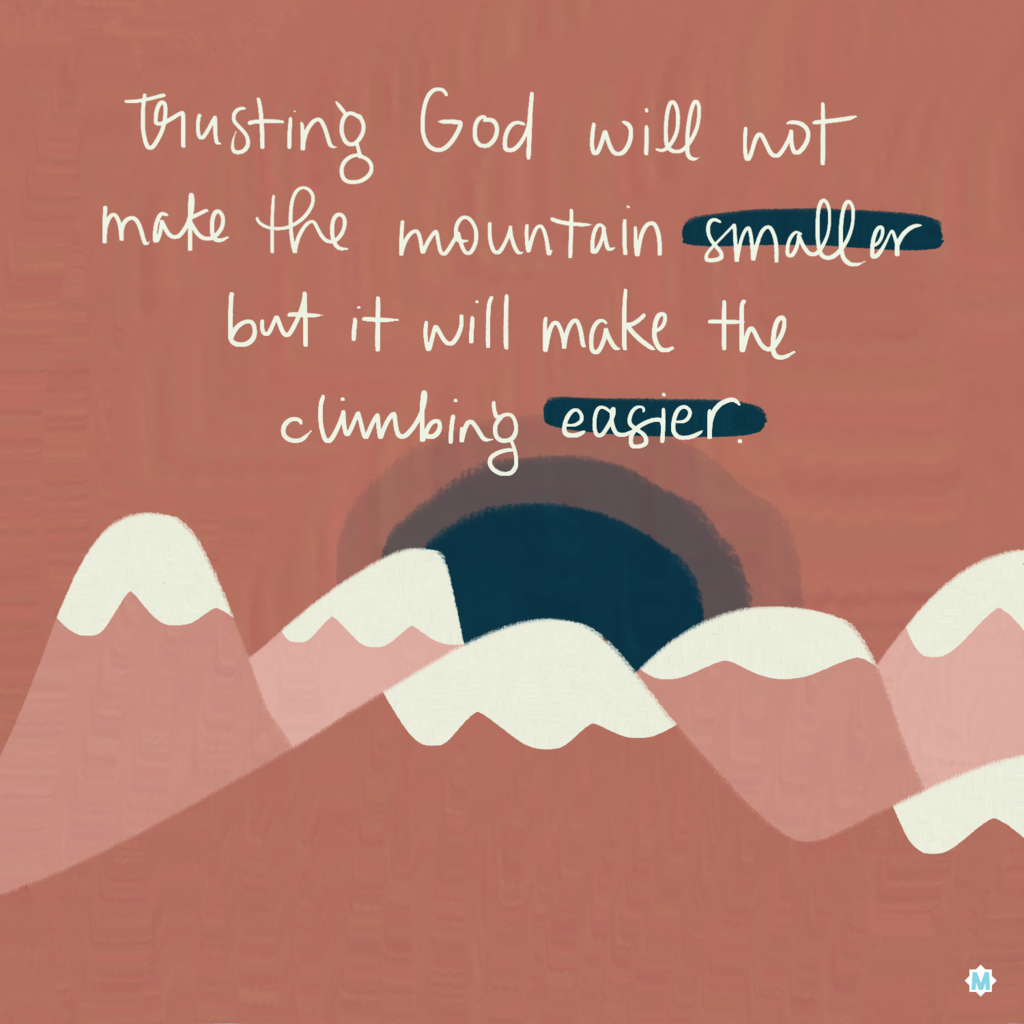 trusting God will not
make the mountain smaller
but it will make the
climbing easier.
M